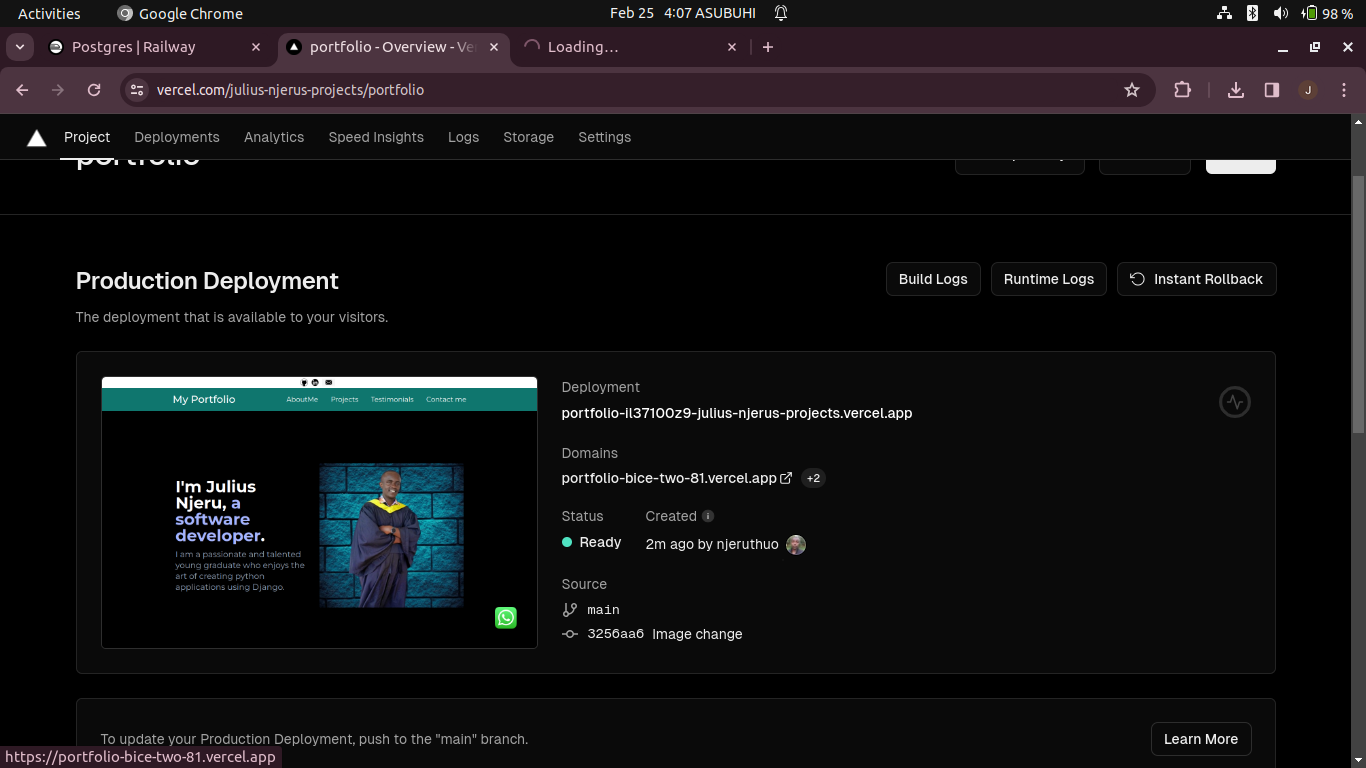 Activities
Google Chrome
Feb 25 4:07 ASUBUHI
98 %
Postgres | Railway
portfolio - Overview - Ve
Loading…
vercel.com/julius-njerus-projects/portfolio
J
Project
Deployments
Analytics
Speed Insights
Logs
Storage
Settings
portfolio
Production Deployment
Build Logs
Runtime Logs
Instant Rollback
The deployment that is available to your visitors.
My Portfolio
AboutMe
Projects
Testimonials
Contact me
I'm Julius
Njeru, a
software
developer.
I am a passionate and talented
young graduate who enjoys the
art of creating python
applications using Django.
Deployment
portfolio-il37100z9-julius-njerus-projects.vercel.app
Domains
portfolio-bice-two-81.vercel.app
+2
Status
Created
Ready
2m ago by njeruthuo
Source
main
3256aa6 Image change
To update your Production Deployment, push to the "main" branch.
Learn More
https://portfolio-bice-two-81.vercel.app